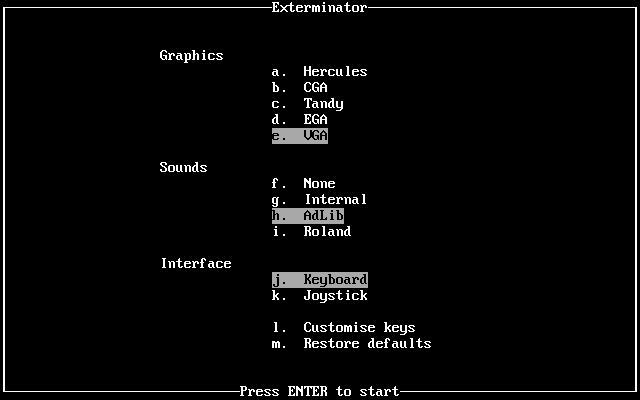 Exterminator
Graphics
a. Hercules
b. CGA
c. Tandy
d. EGA
e. VGA
Sounds
f. None
g. Internal
h. AdLib
i. Roland
Interface
j. Keyboard
k. Joystick
l. Customise keys
m. Restore defaults
Press ENTER to start